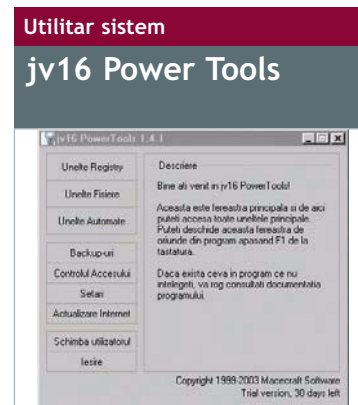 Utilitar sistem
jv16 Power Tools
jv16 PowerTools 1.4.1
Unelte Registry
Unelte Fisiere
Unelte Automate
Backup-uri
Controlul Accesului
Setari
Actualizare Internet
Schimba utilizatorul
Iesire
Descriere
Bine ati venit in jv16 PowerTools!
Aceasta este fereastra principala si de aici
puteti accesa toate uneltele principale.
Puteti deschide aceasta fereastra de
oriunde din program apasand F1 de la
tastatura.
Daca exista ceva in program ce nu
intelegeti, va rog consultati documentatia
programului.
Copyright 1999-2003 Macecraft Software
Trial version, 30 days left